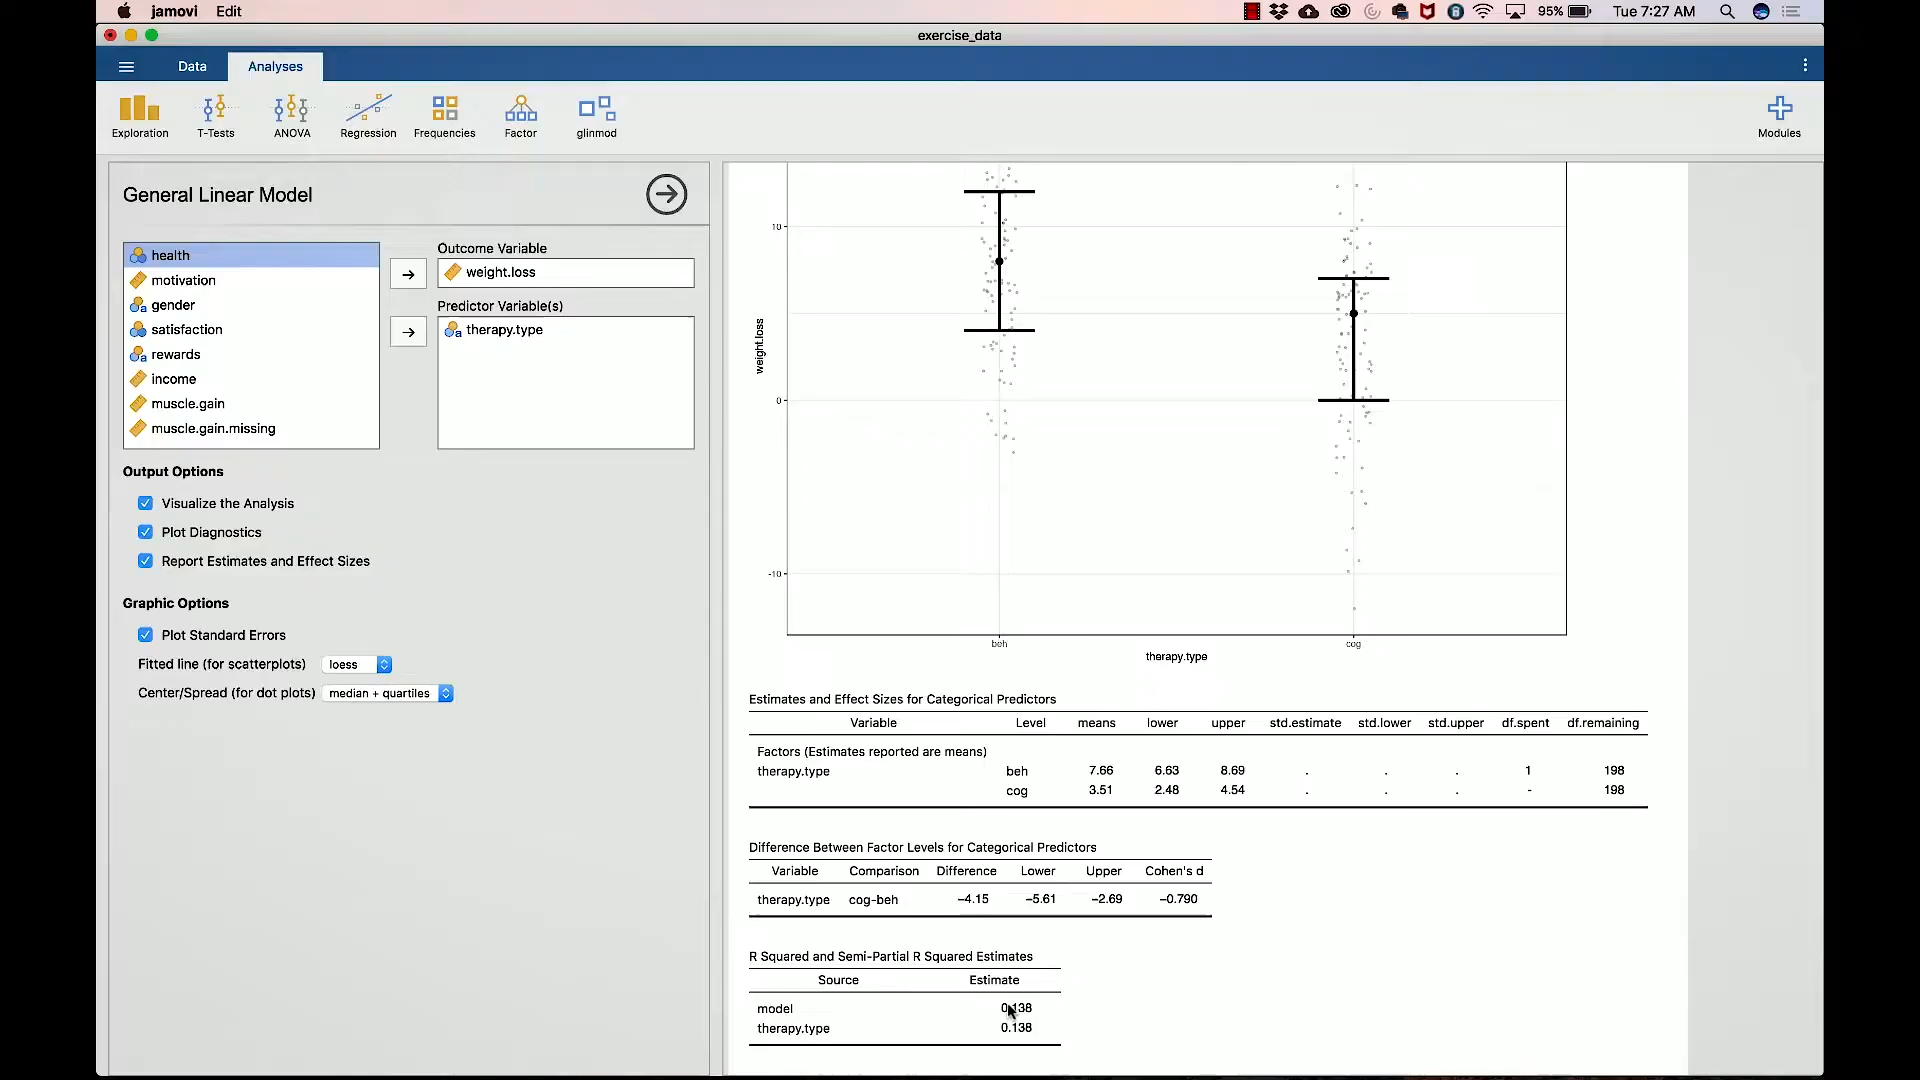 jamovi Edit 95% Tue 7:27 AM
exercise_data
Data Analyses
Exploration T-Tests ANOVA Regression Frequencies Factor glinmod Modules
General Linear Model
health
motivation
gender
satisfaction
rewards
income
muscle.gain
muscle.gain.missing
Outcome Variable
weight.loss
Predictor Variable(s)
therapy.type
Output Options
Visualize the Analysis
Plot Diagnostics
Report Estimates and Effect Sizes
Graphic Options
Plot Standard Errors
Fitted line (for scatterplots) loess
Center/Spread (for dot plots) median + quartiles
10
0
-10
weight.loss
beh cog
therapy.type
Estimates and Effect Sizes for Categorical Predictors
Variable Level means lower upper std.estimate std.lower std.upper df.spent df.remaining
Factors (Estimates reported are means)
therapy.type beh 7.66 6.63 8.69 . . . 1 198
cog 3.51 2.48 4.54 . . . - 198
Difference Between Factor Levels for Categorical Predictors
Variable Comparison Difference Lower Upper Cohen's d
therapy.type cog-beh −4.15 −5.61 −2.69 −0.790
R Squared and Semi-Partial R Squared Estimates
Source Estimate
model 0.138
therapy.type 0.138